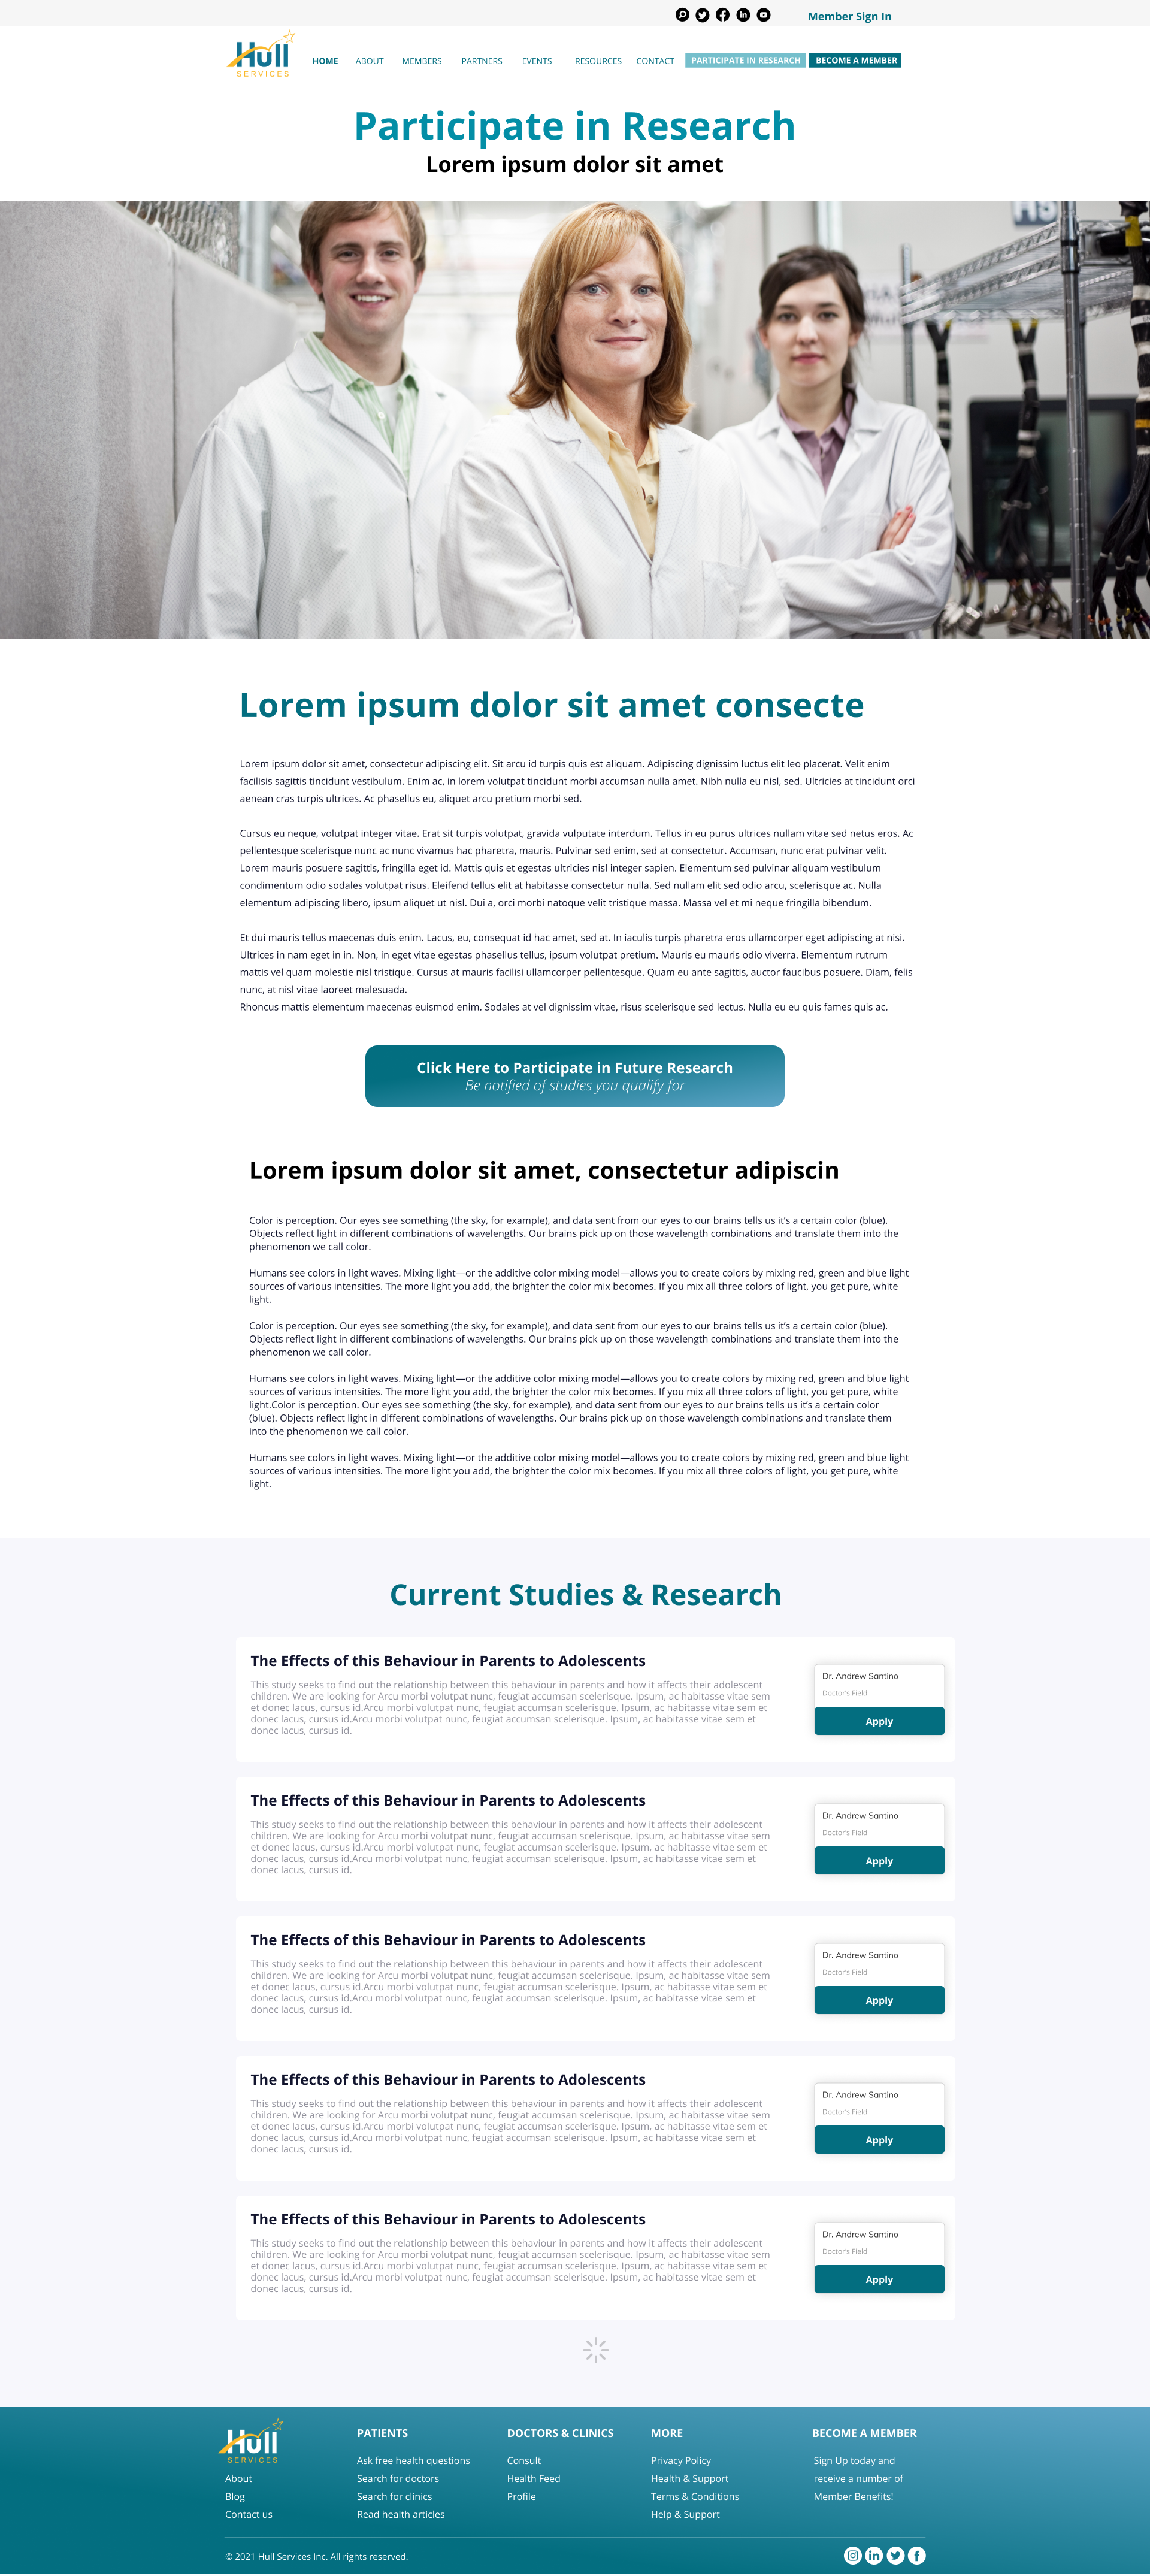 Member Sign In
Hull
SERVICES
HOME ABOUT MEMBERS PARTNERS EVENTS RESOURCES CONTACT PARTICIPATE IN RESEARCH BECOME A MEMBER
Participate in Research
Lorem ipsum dolor sit amet
Lorem ipsum dolor sit amet consecte
Lorem ipsum dolor sit amet, consectetur adipiscing elit. Sit arcu id turpis quis est aliquam. Adipiscing dignissim luctus elit leo placerat. Velit enim
facilisis sagittis tincidunt vestibulum. Enim ac, in lorem volutpat tincidunt morbi accumsan nulla amet. Nibh nulla eu nisl, sed. Ultricies at tincidunt orci
aenean cras turpis ultrices. Ac phasellus eu, aliquet arcu pretium morbi sed.
Cursus eu neque, volutpat integer vitae. Erat sit turpis volutpat, gravida vulputate interdum. Tellus in eu purus ultrices nullam vitae sed netus eros. Ac
pellentesque scelerisque nunc ac nunc vivamus hac pharetra, mauris. Pulvinar sed enim, sed at consectetur. Accumsan, nunc erat pulvinar velit.
Lorem mauris posuere sagittis, fringilla eget id. Mattis quis et egestas ultricies nisl integer sapien. Elementum sed pulvinar aliquam vestibulum
condimentum odio sodales volutpat risus. Eleifend tellus elit at habitasse consectetur nulla. Sed nullam elit sed odio arcu, scelerisque ac. Nulla
elementum adipiscing libero, ipsum aliquet ut nisl. Dui a, orci morbi natoque velit tristique massa. Massa vel et mi neque fringilla bibendum.
Et dui mauris tellus maecenas duis enim. Lacus, eu, consequat id hac amet, sed at. In iaculis turpis pharetra eros ullamcorper eget adipiscing at nisi.
Ultrices in nam eget in in. Non, in eget vitae egestas phasellus tellus, ipsum volutpat pretium. Mauris eu mauris odio viverra. Elementum rutrum
mattis vel quam molestie nisl tristique. Cursus at mauris facilisi ullamcorper pellentesque. Quam eu ante sagittis, auctor faucibus posuere. Diam, felis
nunc, at nisl vitae laoreet malesuada.
Rhoncus mattis elementum maecenas euismod enim. Sodales at vel dignissim vitae, risus scelerisque sed lectus. Nulla eu eu quis fames quis ac.
Click Here to Participate in Future Research
Be notified of studies you qualify for
Lorem ipsum dolor sit amet, consectetur adipiscin
Color is perception. Our eyes see something (the sky, for example), and data sent from our eyes to our brains tells us it's a certain color (blue).
Objects reflect light in different combinations of wavelengths. Our brains pick up on those wavelength combinations and translate them into the
phenomenon we call color.
Humans see colors in light waves. Mixing light—or the additive color mixing model—allows you to create colors by mixing red, green and blue light
sources of various intensities. The more light you add, the brighter the color mix becomes. If you mix all three colors of light, you get pure, white
light.
Color is perception. Our eyes see something (the sky, for example), and data sent from our eyes to our brains tells us it's a certain color (blue).
Objects reflect light in different combinations of wavelengths. Our brains pick up on those wavelength combinations and translate them into the
phenomenon we call color.
Humans see colors in light waves. Mixing light—or the additive color mixing model—allows you to create colors by mixing red, green and blue light
sources of various intensities. The more light you add, the brighter the color mix becomes. If you mix all three colors of light, you get pure, white
light.Color is perception. Our eyes see something (the sky, for example), and data sent from our eyes to our brains tells us it's a certain color
(blue). Objects reflect light in different combinations of wavelengths. Our brains pick up on those wavelength combinations and translate them
into the phenomenon we call color.
Humans see colors in light waves. Mixing light—or the additive color mixing model—allows you to create colors by mixing red, green and blue light
sources of various intensities. The more light you add, the brighter the color mix becomes. If you mix all three colors of light, you get pure, white
light.
Current Studies & Research
The Effects of this Behaviour in Parents to Adolescents
This study seeks to find out the relationship between this behaviour in parents and how it affects their adolescent
children. We are looking for Arcu morbi volutpat nunc, feugiat accumsan scelerisque. Ipsum, ac habitasse vitae sem
et donec lacus, cursus id.Arcu morbi volutpat nunc, feugiat accumsan scelerisque. Ipsum, ac habitasse vitae sem et
donec lacus, cursus id.Arcu morbi volutpat nunc, feugiat accumsan scelerisque. Ipsum, ac habitasse vitae sem et
donec lacus, cursus id.
Dr. Andrew Santino
Doctor's Field
Apply
The Effects of this Behaviour in Parents to Adolescents
This study seeks to find out the relationship between this behaviour in parents and how it affects their adolescent
children. We are looking for Arcu morbi volutpat nunc, feugiat accumsan scelerisque. Ipsum, ac habitasse vitae sem
et donec lacus, cursus id.Arcu morbi volutpat nunc, feugiat accumsan scelerisque. Ipsum, ac habitasse vitae sem et
donec lacus, cursus id.Arcu morbi volutpat nunc, feugiat accumsan scelerisque. Ipsum, ac habitasse vitae sem et
donec lacus, cursus id.
Dr. Andrew Santino
Doctor's Field
Apply
The Effects of this Behaviour in Parents to Adolescents
This study seeks to find out the relationship between this behaviour in parents and how it affects their adolescent
children. We are looking for Arcu morbi volutpat nunc, feugiat accumsan scelerisque. Ipsum, ac habitasse vitae sem
et donec lacus, cursus id.Arcu morbi volutpat nunc, feugiat accumsan scelerisque. Ipsum, ac habitasse vitae sem et
donec lacus, cursus id.Arcu morbi volutpat nunc, feugiat accumsan scelerisque. Ipsum, ac habitasse vitae sem et
donec lacus, cursus id.
Dr. Andrew Santino
Doctor's Field
Apply
The Effects of this Behaviour in Parents to Adolescents
This study seeks to find out the relationship between this behaviour in parents and how it affects their adolescent
children. We are looking for Arcu morbi volutpat nunc, feugiat accumsan scelerisque. Ipsum, ac habitasse vitae sem
et donec lacus, cursus id.Arcu morbi volutpat nunc, feugiat accumsan scelerisque. Ipsum, ac habitasse vitae sem et
donec lacus, cursus id.Arcu morbi volutpat nunc, feugiat accumsan scelerisque. Ipsum, ac habitasse vitae sem et
donec lacus, cursus id.
Dr. Andrew Santino
Doctor's Field
Apply
The Effects of this Behaviour in Parents to Adolescents
This study seeks to find out the relationship between this behaviour in parents and how it affects their adolescent
children. We are looking for Arcu morbi volutpat nunc, feugiat accumsan scelerisque. Ipsum, ac habitasse vitae sem
et donec lacus, cursus id.Arcu morbi volutpat nunc, feugiat accumsan scelerisque. Ipsum, ac habitasse vitae sem et
donec lacus, cursus id.Arcu morbi volutpat nunc, feugiat accumsan scelerisque. Ipsum, ac habitasse vitae sem et
donec lacus, cursus id.
Dr. Andrew Santino
Doctor's Field
Apply
Hull
SERVICES
About
Blog
Contact us
PATIENTS
Ask free health questions
Search for doctors
Search for clinics
Read health articles
DOCTORS & CLINICS
Consult
Health Feed
Profile
MORE
Privacy Policy
Health & Support
Terms & Conditions
Help & Support
BECOME A MEMBER
Sign Up today and
receive a number of
Member Benefits!
© 2021 Hull Services Inc. All rights reserved.